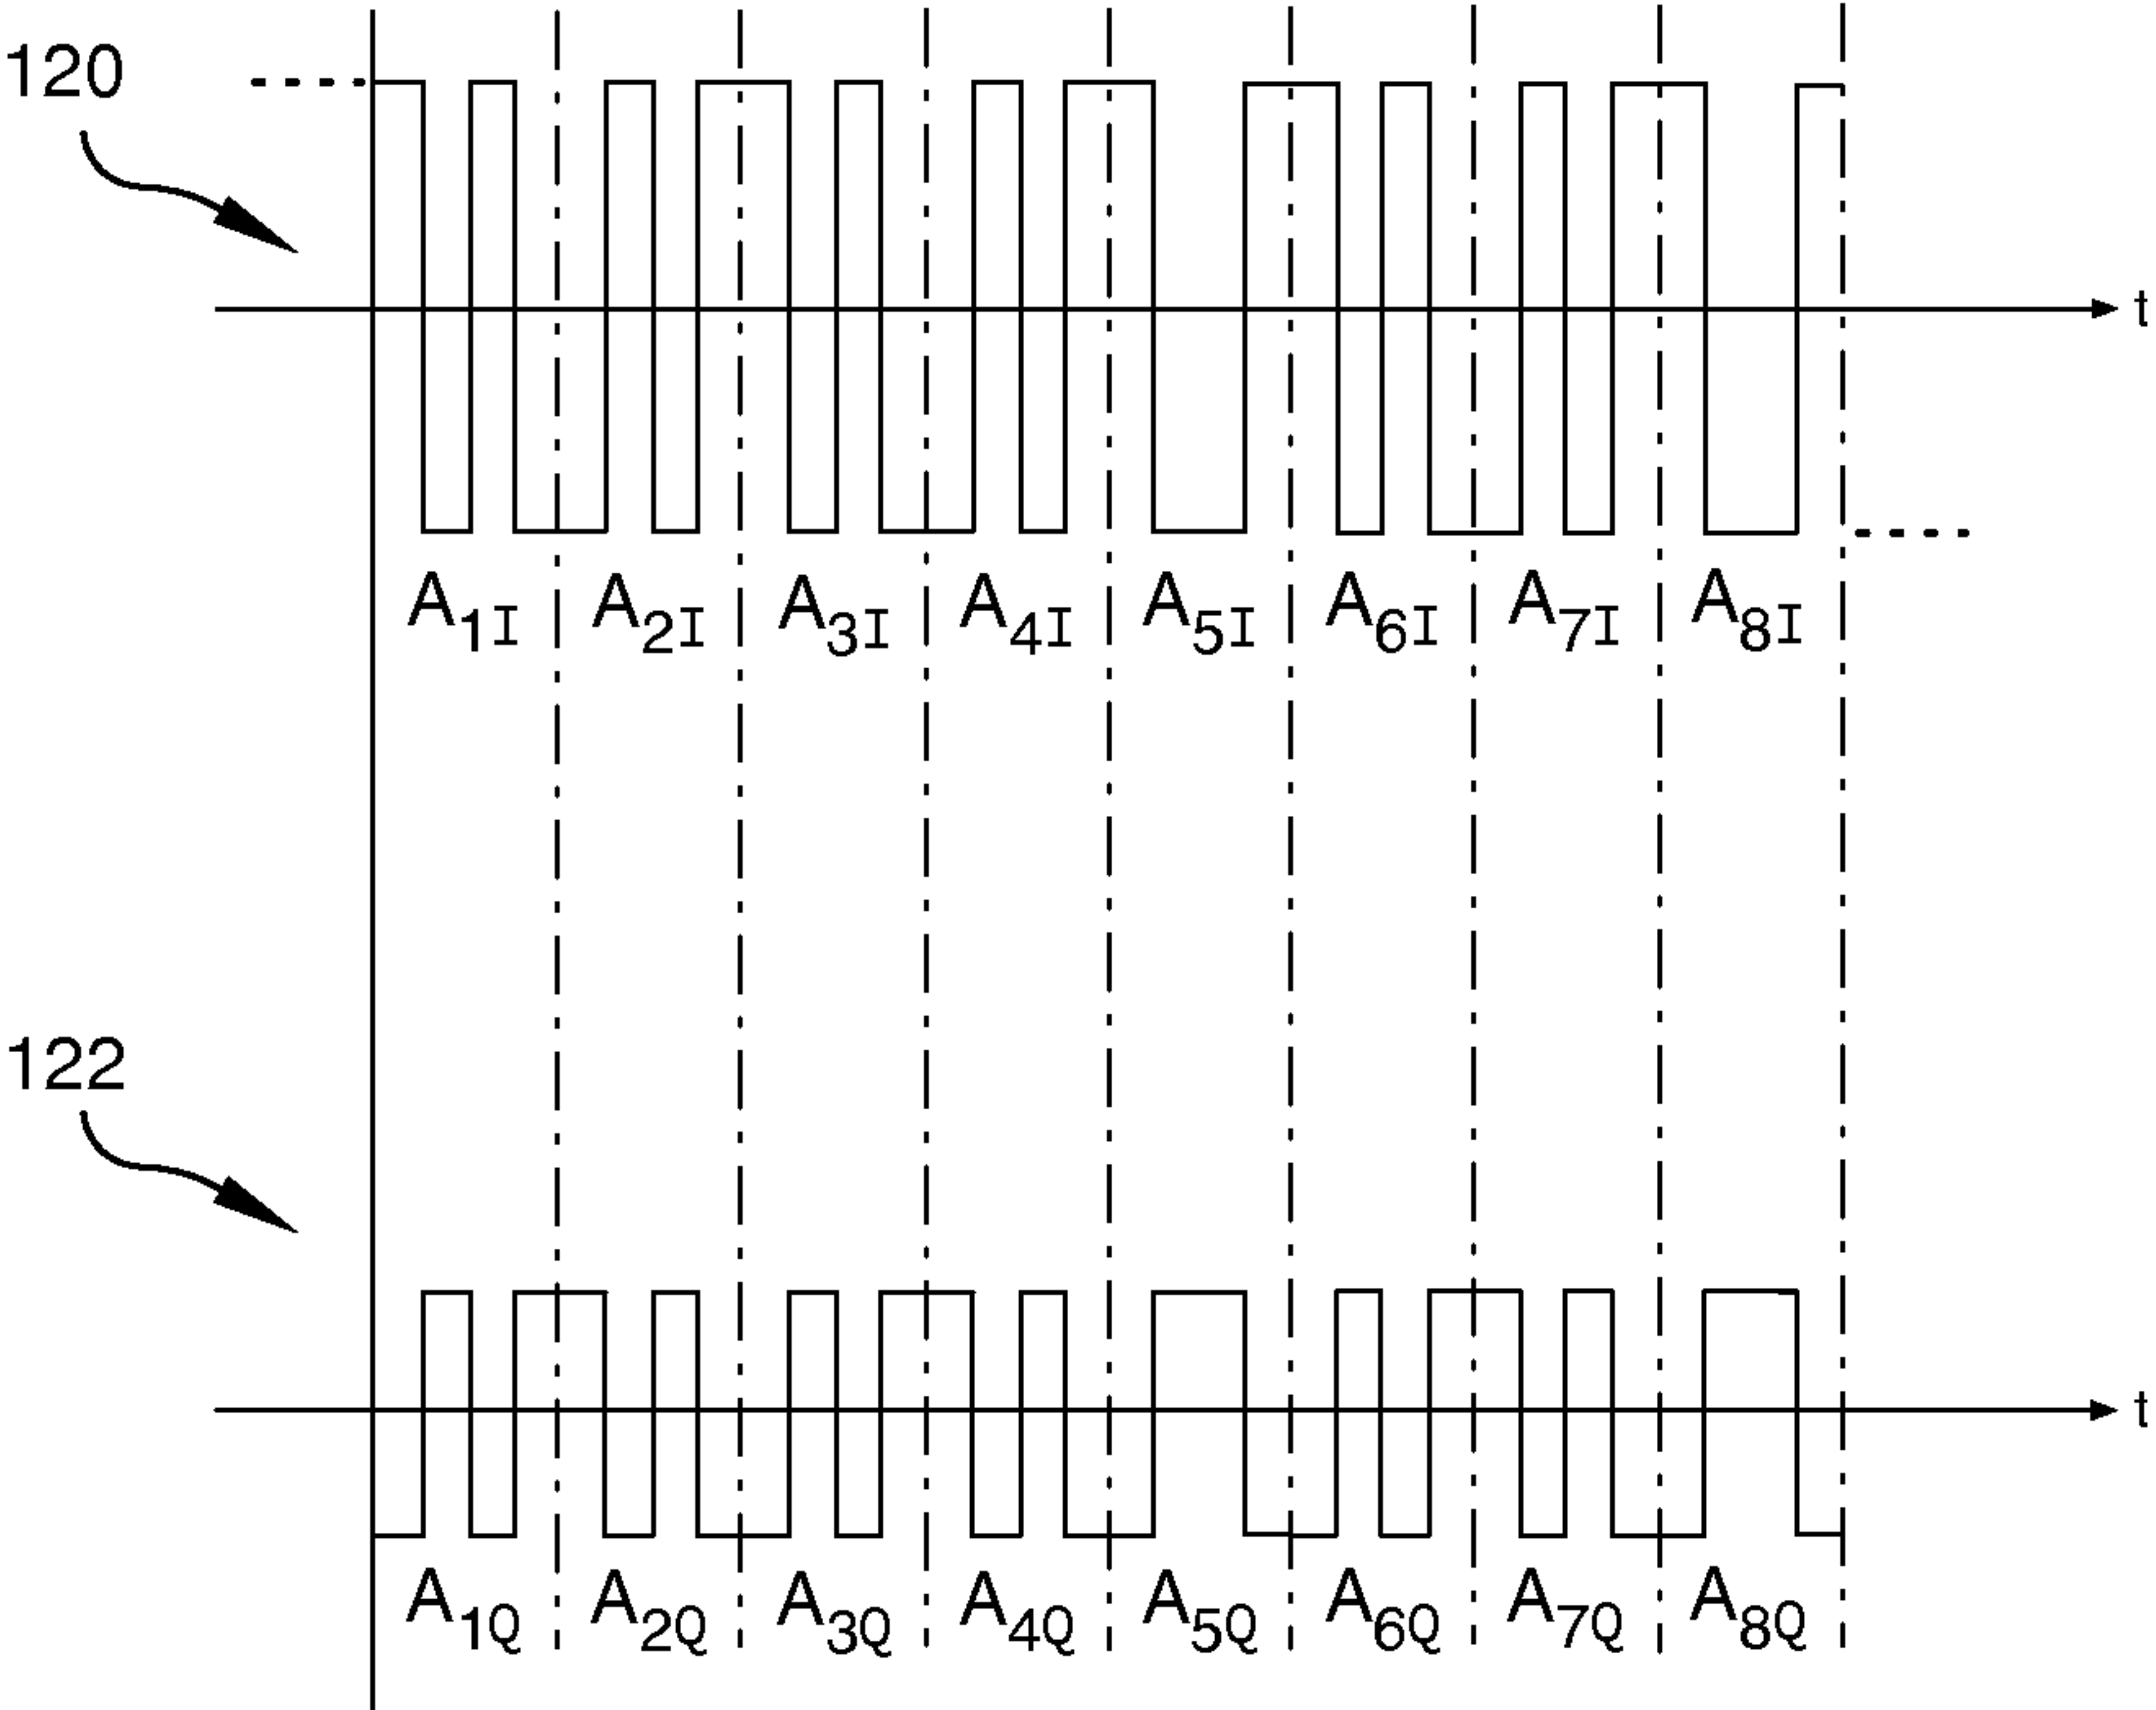 120
t
A1I A2I A3I A4I A5I A6I A7I A8I
122
t
A1Q A2Q A3Q A4Q A5Q A6Q A7Q A8Q